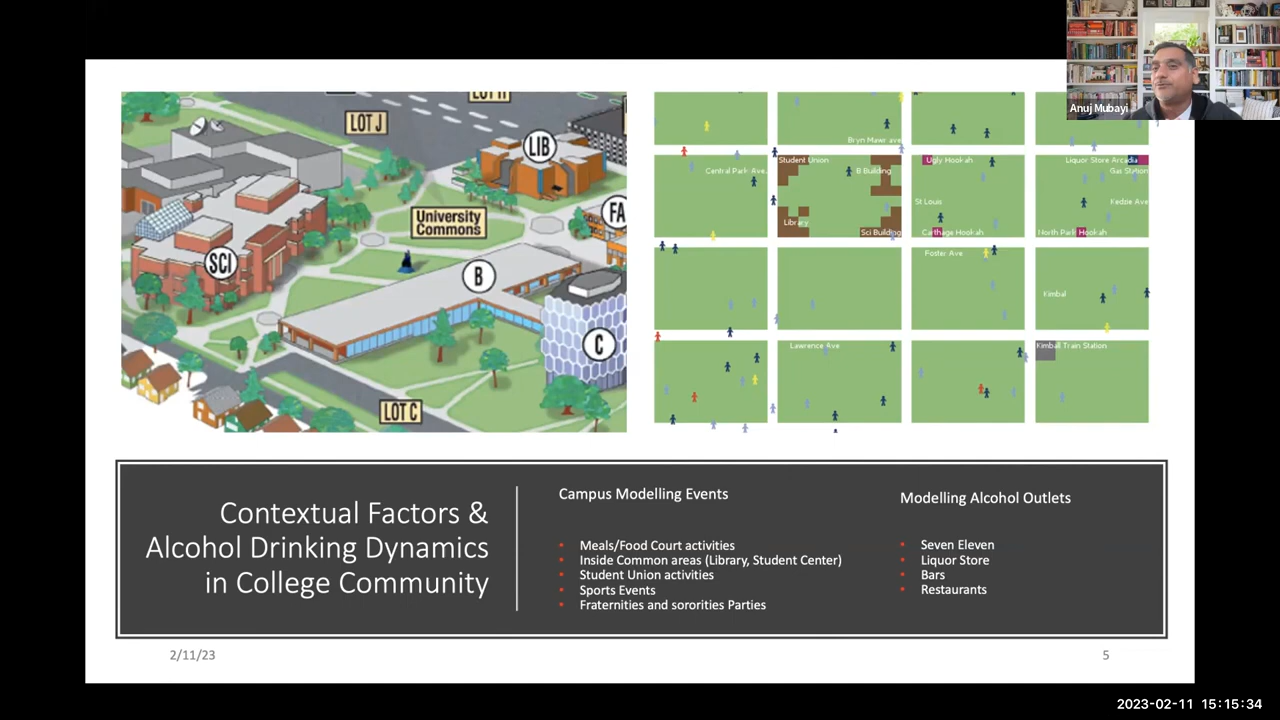 Anuj Mubayi
LOT H
LOT J
LIB
University
Commons
FA
SCI
B
C
LOT C
Bryn Mawr ave
Student Union
Ugly Hookah
Liquor Store Arcadia
Central Park Ave.
B Building
Gas Station
St Louis
Kedzie Ave
Library
Sci Building
Carthage Hookah
North Park Hookah
Foster Ave
Kimbal
Lawrence Ave
Kimball Train Station
Contextual Factors &
Alcohol Drinking Dynamics
in College Community
Campus Modelling Events
• Meals/Food Court activities
• Inside Common areas (Library, Student Center)
• Student Union activities
• Sports Events
• Fraternities and sororities Parties
Modelling Alcohol Outlets
• Seven Eleven
• Liquor Store
• Bars
• Restaurants
2/11/23
5
2023-02-11 15:15:34